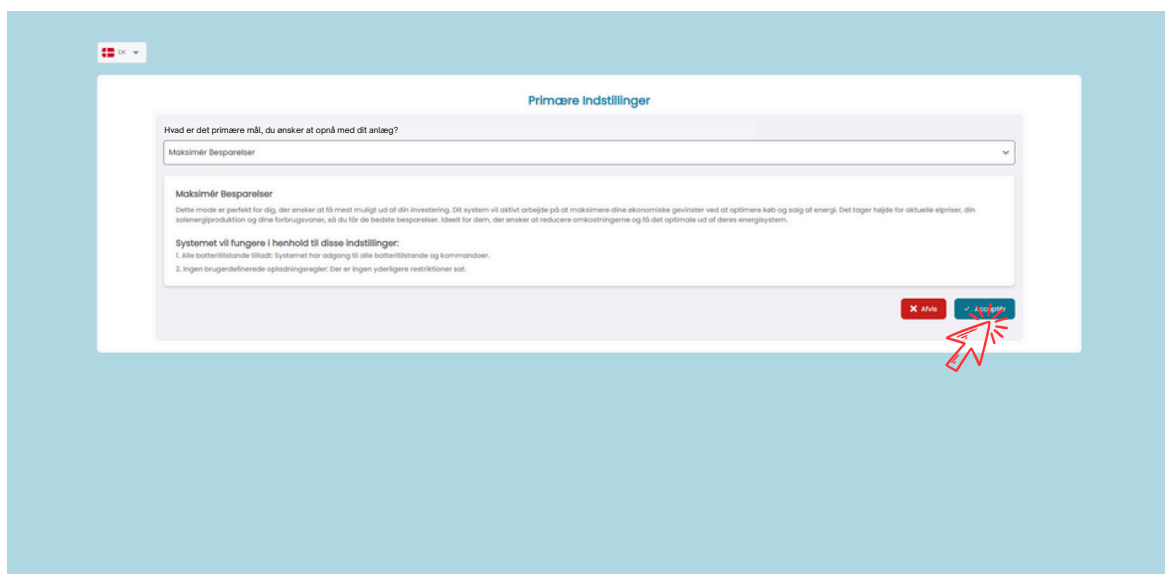 DK
Primære Indstillinger
Hvad er det primære mål, du ønsker at opnå med dit anlæg?
Maksimér Besparelser
Maksimér Besparelser
Dette mode er perfekt for dig, der ønsker at få mest muligt ud af din investering. Dit system vil aktivt arbejde på at maksimere dine økonomiske gevinster ved at optimere køb og salg af energi. Det tager højde for aktuelle elpriser, din
solenergiproduktion og dine forbrugsvaner, så du får de bedste besparelser. Ideelt for dem, der ønsker at reducere omkostningerne og få det optimale ud af deres energisystem.
Systemet vil fungere i henhold til disse indstillinger:
1. Alle batteritilstande tilladt: Systemet har adgang til alle batteritilstande og kommandoer.
2. Ingen brugerdefinerede opladningsregler: Der er ingen yderligere restriktioner sat.
Afvis Acceptér